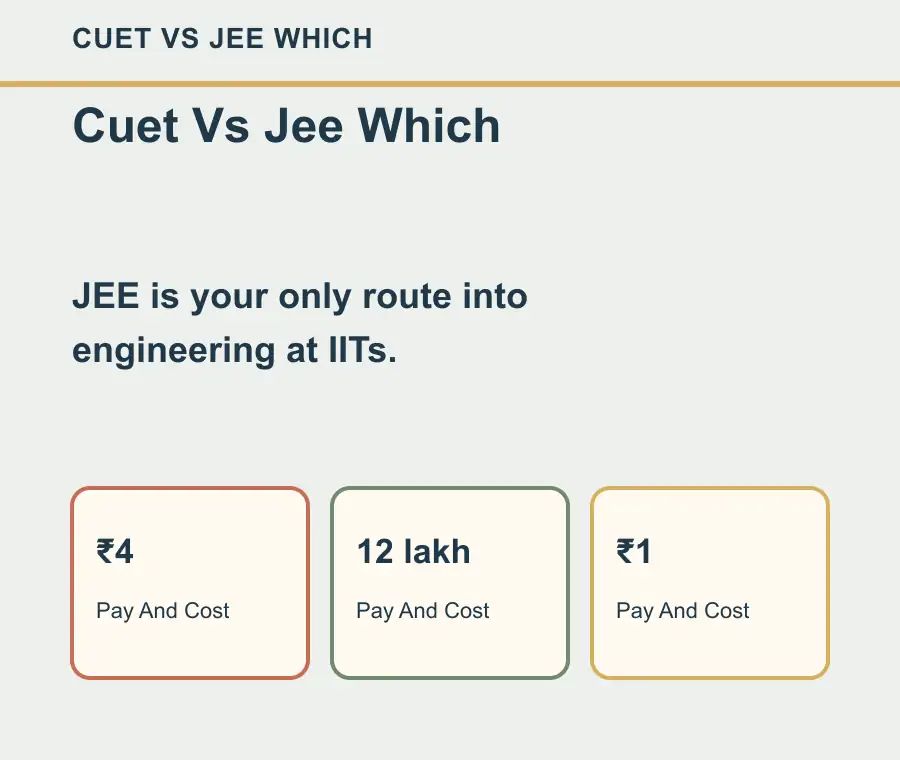 CUET VS JEE WHICH
Cuet Vs Jee Which
JEE is your only route into
engineering at IITs.
₹4
Pay And Cost
12 lakh
Pay And Cost
₹1
Pay And Cost